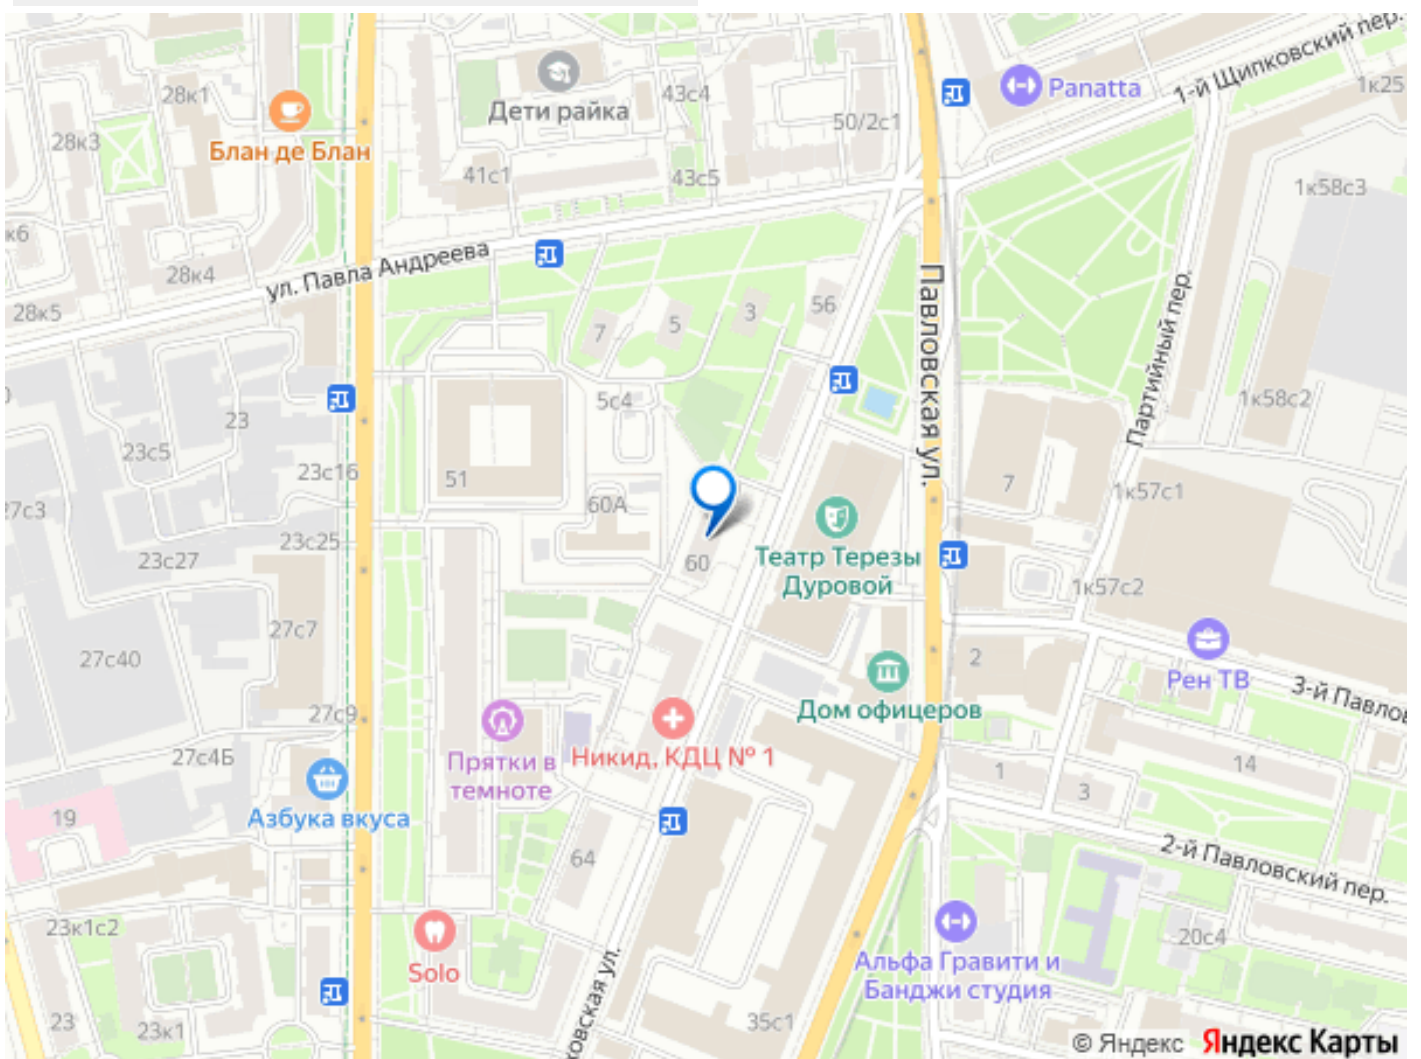 1-й Щипковский пер.
Panatta
1к25
28к1
Дети райка
43с4
50/2с1
28к3
Блан де Блан
41с1
43с5
1к58с3
к6
28к4
ул. Павла Андреева
28к5
7
5
3
56
Павловская ул.
Партийный пер.
5с4
1к58с2
23
23с5
23с16
51
60А
7
1к57с1
27с3
23с25
23с27
60
Театр Терезы
Дуровой
1к57с2
27с7
27с40
2
Рен ТВ
3-й Павлов
Дом офицеров
27с9
27с4Б
Прятки в
темноте
Никид, КДЦ № 1
1
3
14
19
Азбука вкуса
64
2-й Павловский пер.
23к1с2
Solo
20с4
Альфа Гравити и
Банджи студия
23
23к1
ковская ул.
35с1
© Яндекс Яндекс Карты